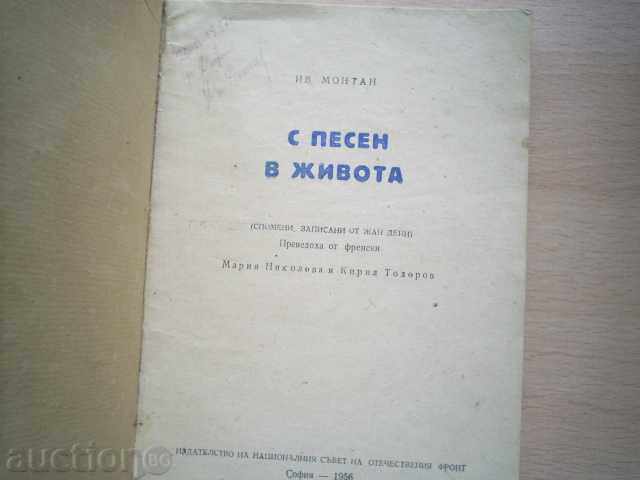 ИВ МОНТАН
С ПЕСЕН
В ЖИВОТА
(СПОМЕНИ, ЗАПИСАНИ ОТ ЖАН ДЕНИ)
Преведоха от френски
Мария Николова и Кирил Тодоров
ИЗДАТЕЛСТВО НА НАЦИОНАЛНИЯ СЪВЕТ НА ОТЕЧЕСТВЕНИЯ ФРОНТ
София — 1956
auction.bg